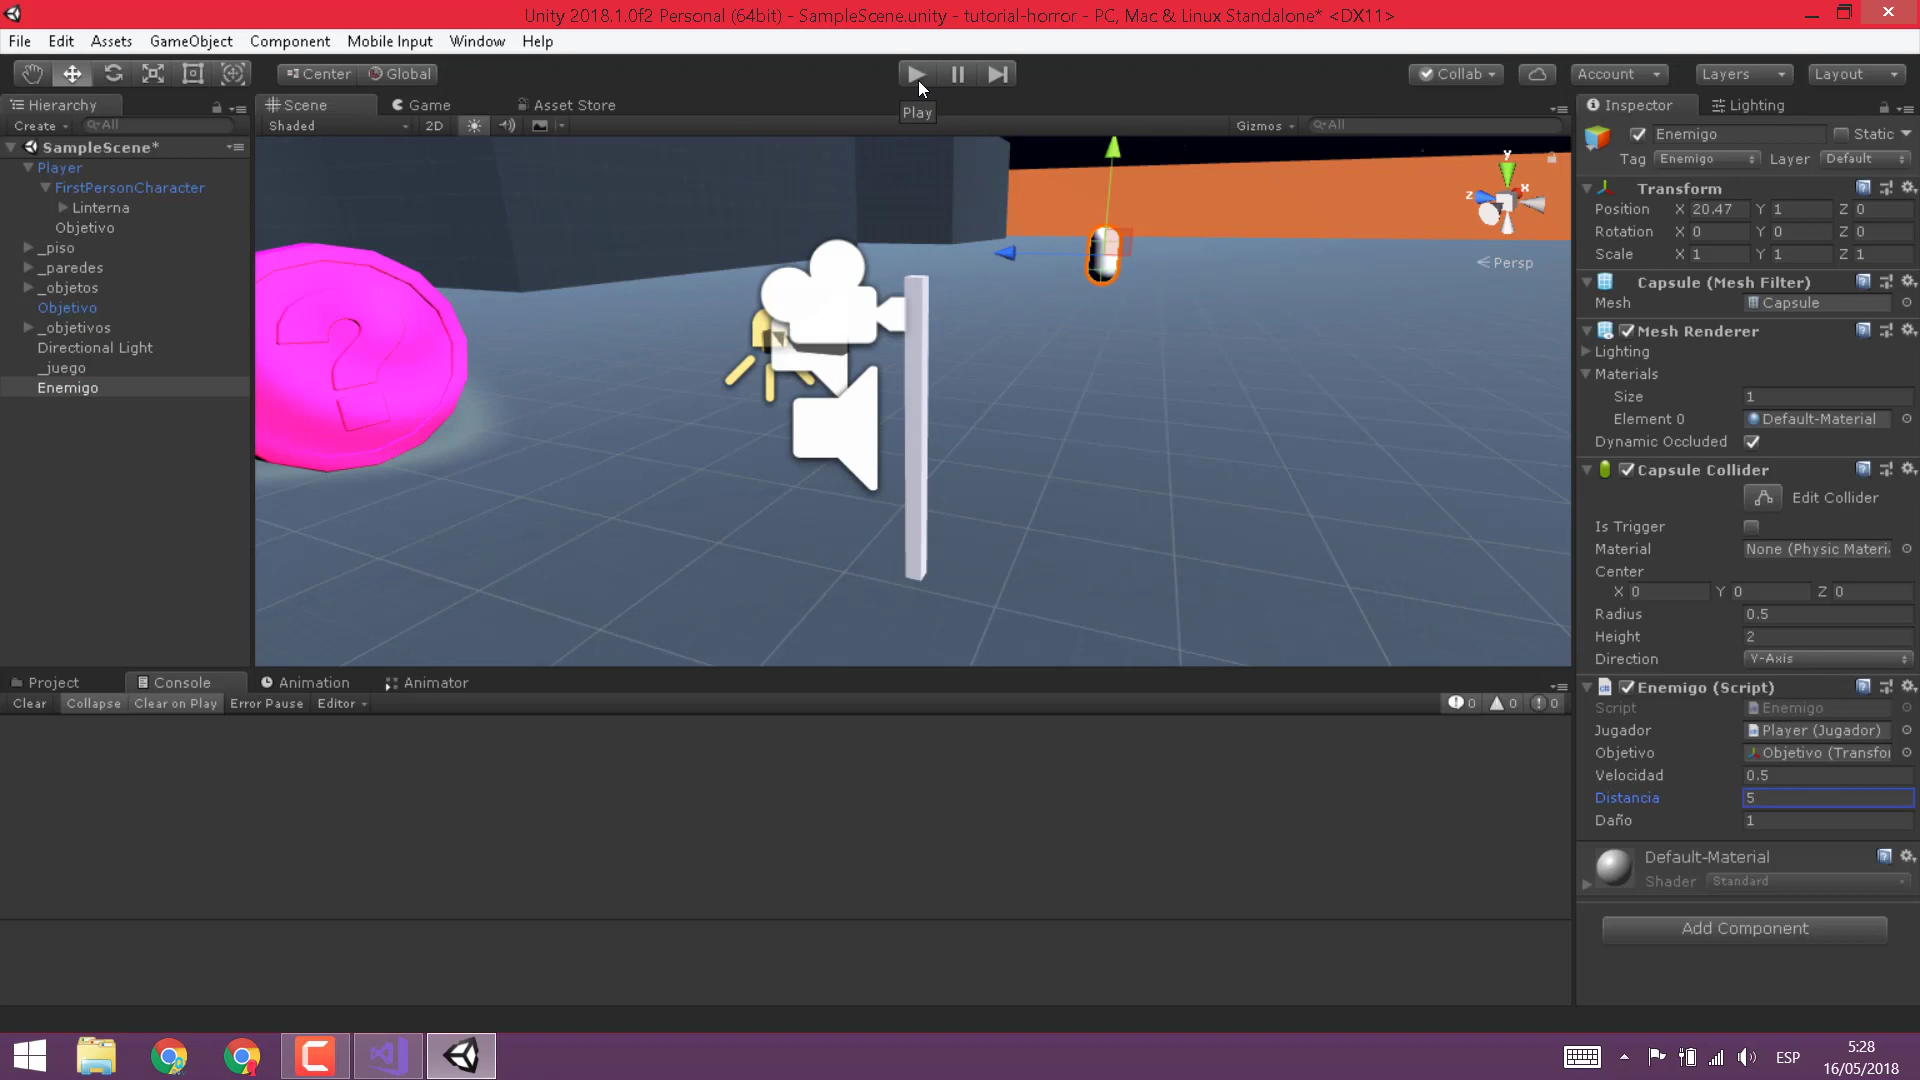 Unity 2018.1.0f2 Personal (64bit) - SampleScene.unity - tutorial-horror - PC, Mac & Linux Standalone* <DX11>
File Edit Assets GameObject Component Mobile Input Window Help
Center Global
Collab Account Layers Layout
Play
Hierarchy
Create All
SampleScene*
Player
FirstPersonCharacter
Linterna
Objetivo
_piso
_paredes
_objetos
Objetivo
_objetivos
Directional Light
_juego
Enemigo
Scene Game Asset Store
Shaded 2D Gizmos All
y
z x
Persp
?
Inspector Lighting
Enemigo Static
Tag Enemigo Layer Default
Transform
Position X 20.47 Y 1 Z 0
Rotation X 0 Y 0 Z 0
Scale X 1 Y 1 Z 1
Capsule (Mesh Filter)
Mesh Capsule
Mesh Renderer
Lighting
Materials
Size 1
Element 0 Default-Material
Dynamic Occluded
Capsule Collider
Edit Collider
Is Trigger
Material None (Physic Materi
Center
X 0 Y 0 Z 0
Radius 0.5
Height 2
Direction Y-Axis
Enemigo (Script)
Script Enemigo
Jugador Player (Jugador)
Objetivo Objetivo (Transfo
Velocidad 0.5
Distancia 5
Daño 1
Default-Material
Shader Standard
Add Component
Project Console Animation Animator
Clear Collapse Clear on Play Error Pause Editor 0 0 0
ESP
5:28
16/05/2018